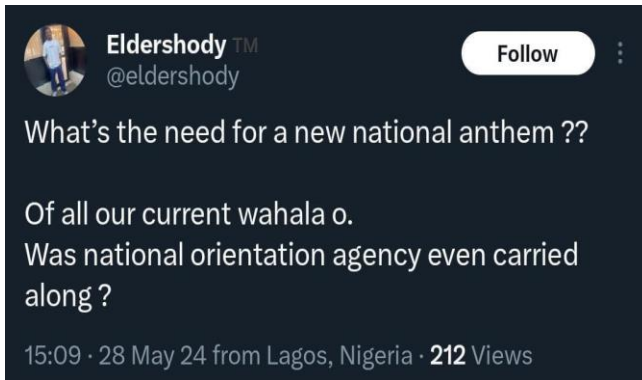 Eldershody TM
@eldershody
Follow
What's the need for a new national anthem ??
Of all our current wahala o.
Was national orientation agency even carried
along ?
15:09 · 28 May 24 from Lagos, Nigeria · 212 Views